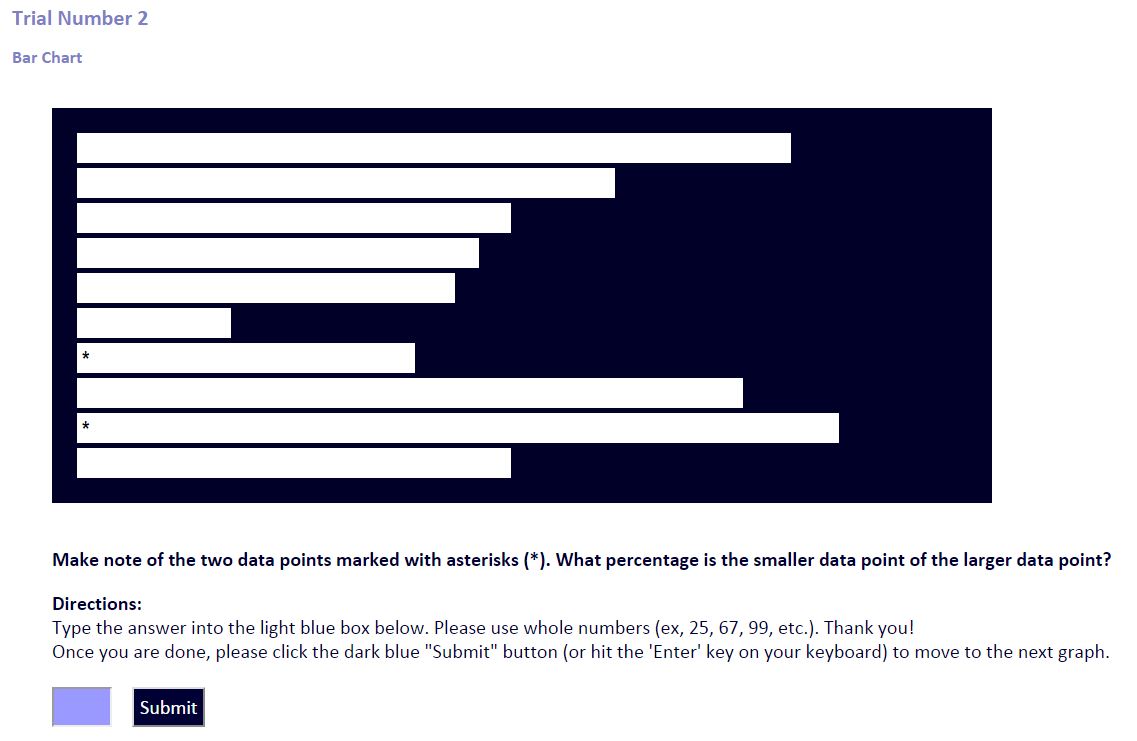 Trial Number 2
Bar Chart
*
*
Make note of the two data points marked with asterisks (*). What percentage is the smaller data point of the larger data point?
Directions:
Type the answer into the light blue box below. Please use whole numbers (ex, 25, 67, 99, etc.). Thank you!
Once you are done, please click the dark blue "Submit" button (or hit the 'Enter' key on your keyboard) to move to the next graph.
Submit